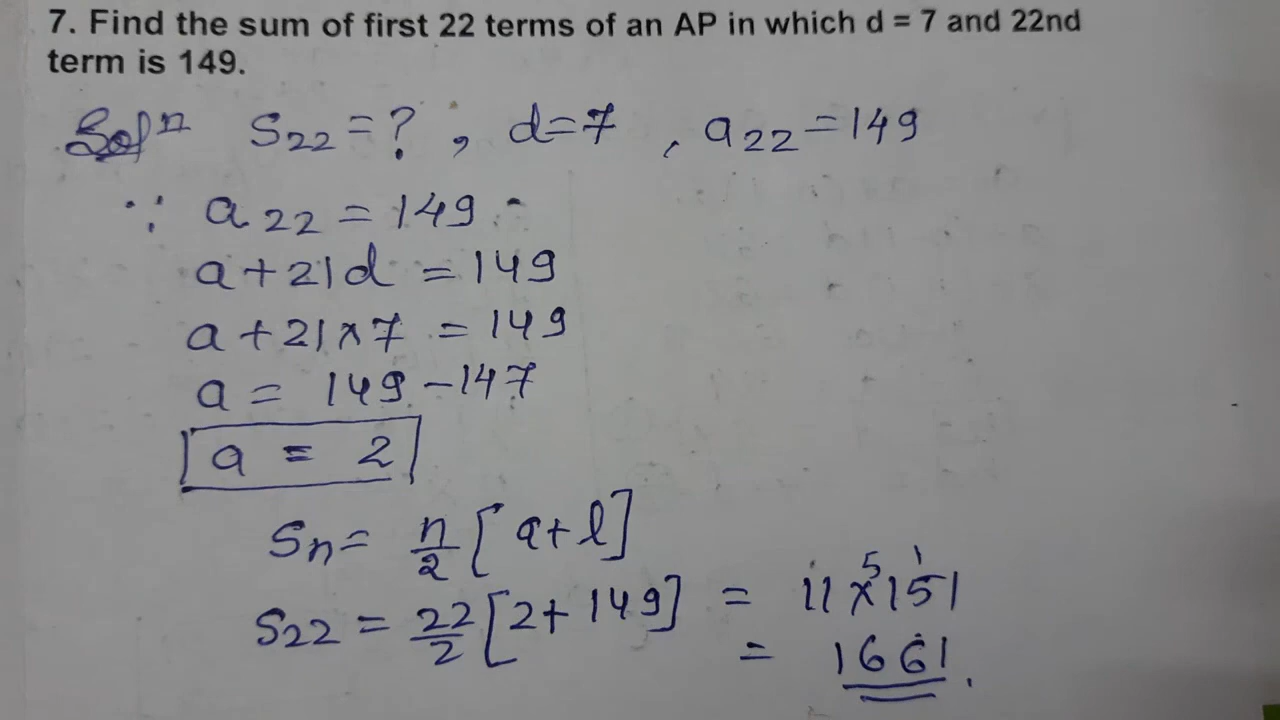 7. Find the sum of first 22 terms of an AP in which d = 7 and 22nd
term is 149.
Solⁿ S₂₂ = ? , d=7 , a₂₂ = 149
∵ a₂₂ = 149
a + 21d = 149
a + 21 × 7 = 149
a = 149 - 147
a = 2
Sn = n/2 [a + l]
S₂₂ = 22/2 [2 + 149] = 11 × 151
5 1
= 1661.